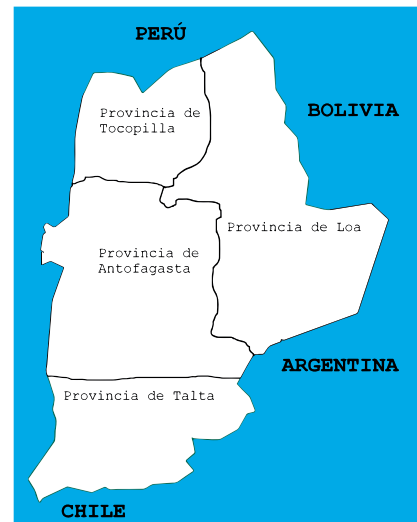 PERÚ
BOLIVIA
Provincia de
Tocopilla
Provincia de Loa
Provincia de
Antofagasta
ARGENTINA
Provincia de Talta
CHILE